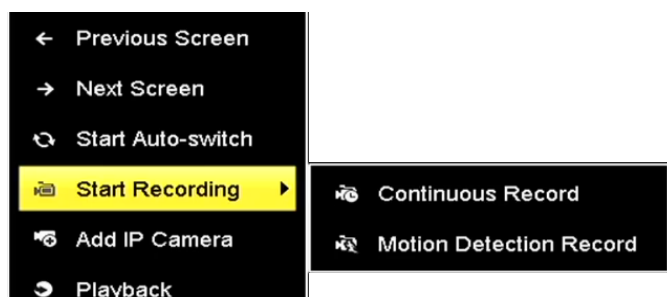 Previous Screen
Next Screen
Start Auto-switch
Start Recording
Continuous Record
Add IP Camera
Motion Detection Record
Playback